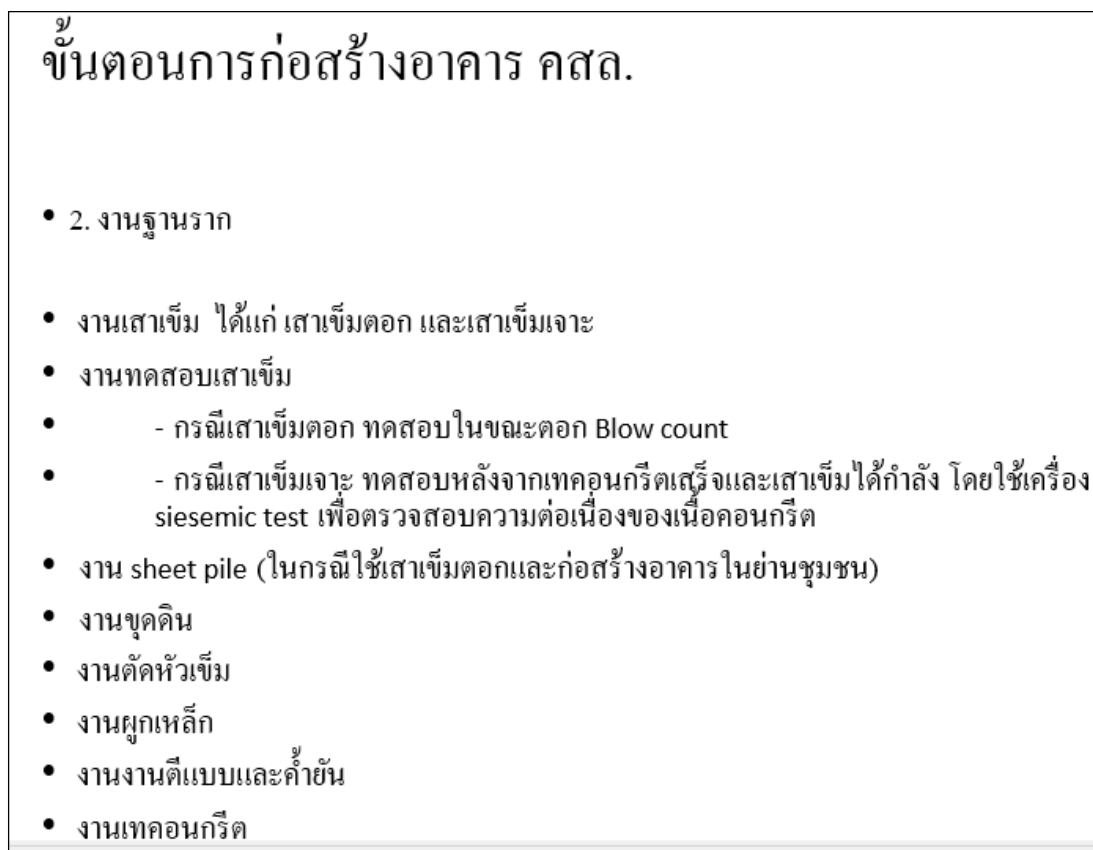 ขั้นตอนการก่อสร้างอาคาร คสล.
• 2. งานฐานราก
• งานเสาเข็ม ได้แก่ เสาเข็มตอก และเสาเข็มเจาะ
• งานทดสอบเสาเข็ม
• - กรณีเสาเข็มตอก ทดสอบในขณะตอก Blow count
• - กรณีเสาเข็มเจาะ ทดสอบหลังจากเทคอนกรีตเสร็จและเสาเข็มได้กำลัง โดยใช้เครื่อง
siesemic test เพื่อตรวจสอบความต่อเนื่องของเนื้อคอนกรีต
• งาน sheet pile (ในกรณีใช้เสาเข็มตอกและก่อสร้างอาคารในย่านชุมชน)
• งานขุดดิน
• งานตัดหัวเข็ม
• งานผูกเหล็ก
• งานงานตีแบบและค้ำยัน
• งานเทคอนกรีต